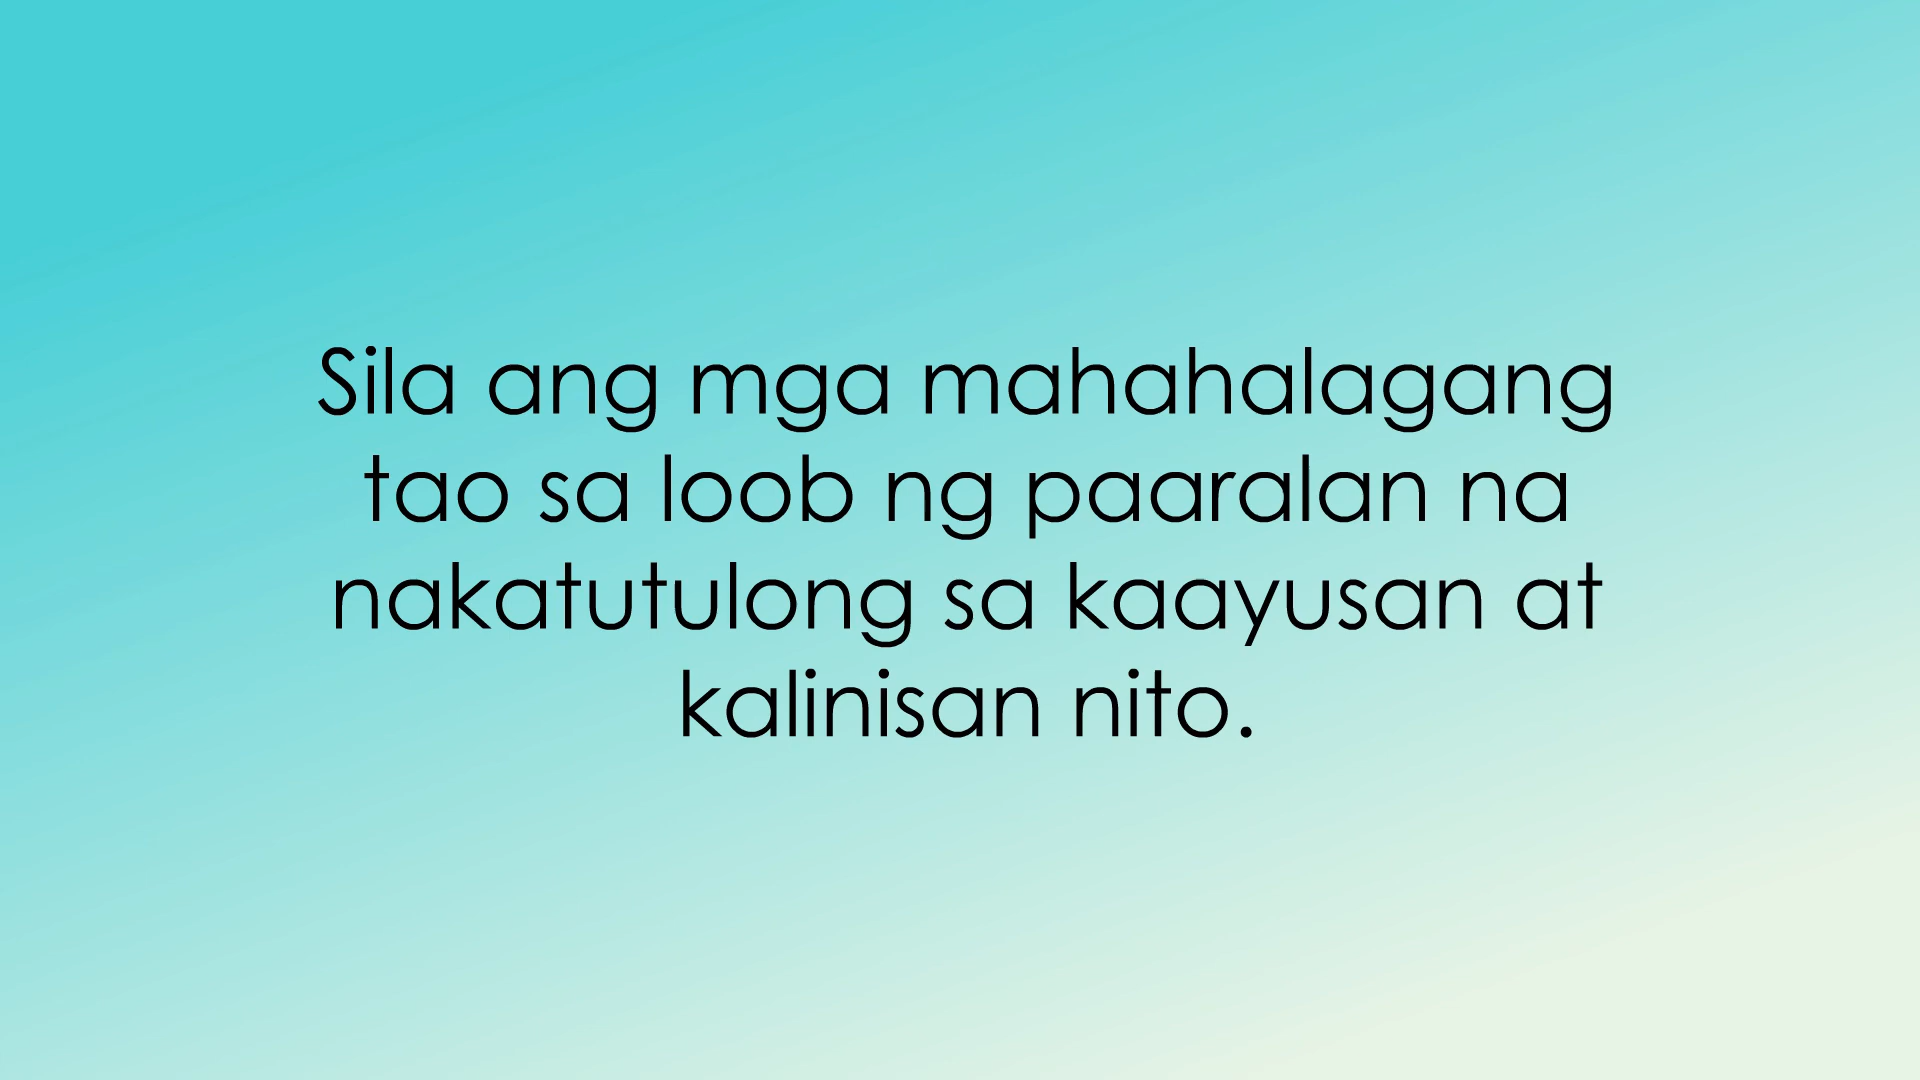 Sila ang mga mahahalagang
tao sa loob ng paaralan na
nakatutulong sa kaayusan at
kalinisan nito.